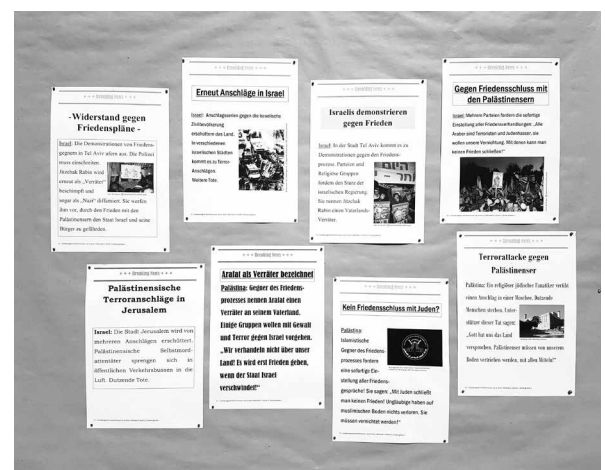 + + + Breaking News + + +
-Widerstand gegen
Friedenspläne -
Israel: Die Demonstrationen von Friedens-
gegnern in Tel Aviv ufern aus. Die Polizei
muss einschreiten.
Jitzchak Rabin wird
erneut als „Verräter“
beschimpft und
sogar als „Nazi“ diffamiert. Sie werfen
ihm vor, durch den Frieden mit den
Palästinensern den Staat Israel und seine
Bürger zu gefährden.
+ + + Breaking News + + +
Erneut Anschläge in Israel
Israel: Anschlagsserien gegen die israelische
Zivilbevölkerung
erschüttern das Land.
In verschiedenen
israelischen Städten
kommt es zu Terror-
Anschlägen.
Weitere Tote.
+ + + Breaking News + + +
Israelis demonstrieren
gegen Frieden
Israel: In der Stadt Tel Aviv kommt es zu
Demonstrationen gegen den Friedens-
prozess. Parteien und
Religiöse Gruppen
fordern den Sturz der
israelischen Regierung.
Sie nennen Jitzchak
Rabin einen Vaterlands-
Verräter.
+ + + Breaking News + + +
Gegen Friedensschluss mit
den Palästinensern
Israel: Mehrere Parteien fordern die sofortige
Einstellung aller Friedensverhandlungen: „Alle
Araber sind Terroristen und Judenhasser, sie
wollen unsere Vernichtung. Mit denen kann man
keinen Frieden schließen!“
+ + + Breaking News + + +
Palästinensische
Terroranschläge in
Jerusalem
Israel: Die Stadt Jerusalem wird von
mehreren Anschlägen erschüttert.
Palästinensische Selbstmord-
attentäter sprengen sich in
öffentlichen Verkehrsbussen in die
Luft. Dutzende Tote.
+ + + Breaking News + + +
Arafat als Verräter bezeichnet
Palästina: Gegner des Friedens-
prozesses nennen Arafat einen
Verräter an seinem Vaterland.
Einige Gruppen wollen mit Gewalt
und Terror gegen Israel vorgehen.
„Wir verhandeln nicht über unser
Land! Es wird erst Frieden geben,
wenn der Staat Israel
verschwindet!“
+ + + Breaking News + + +
Kein Friedensschluss mit Juden?
Palästina:
Islamistische
Gegner des Friedens-
prozesses fordern
eine sofortige Ein-
stellung aller Friedens-
gespräche! Sie sagen: „Mit Juden schließt
man keinen Frieden! Ungläubige haben auf
muslimischen Boden nichts verloren. Sie
müssen vernichtet werden!“
+ + + Breaking News + + +
Terrorattacke gegen
Palästinenser
Palästina: Ein religiöser jüdischer Fanatiker verübt
einen Anschlag in einer Moschee. Dutzende
Menschen sterben. Unter-
stützer dieser Tat sagen:
„Gott hat uns das Land
versprochen. Palästinenser müssen von unserem
Boden vertrieben werden, mit allen Mitteln!“